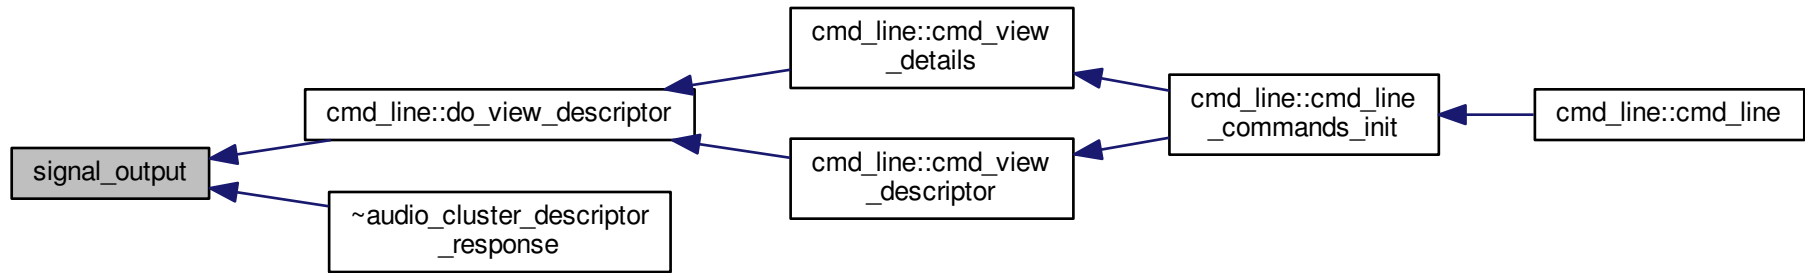 signal_output
cmd_line::do_view_descriptor
~audio_cluster_descriptor
_response
cmd_line::cmd_view
_details
cmd_line::cmd_view
_descriptor
cmd_line::cmd_line
_commands_init
cmd_line::cmd_line